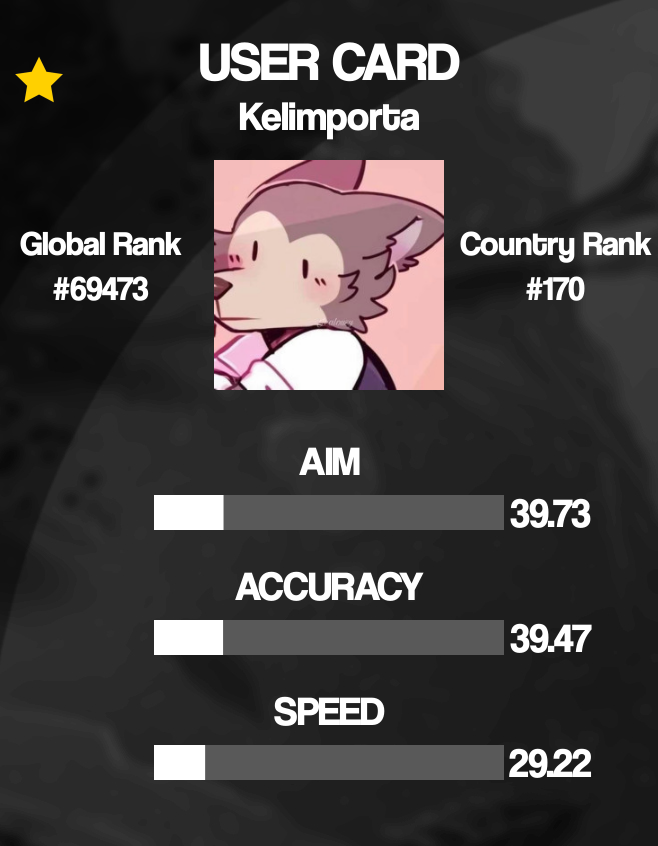 USER CARD
Kelimporta
Global Rank
#69473
Country Rank
#170
AIM
39.73
ACCURACY
39.47
SPEED
29.22